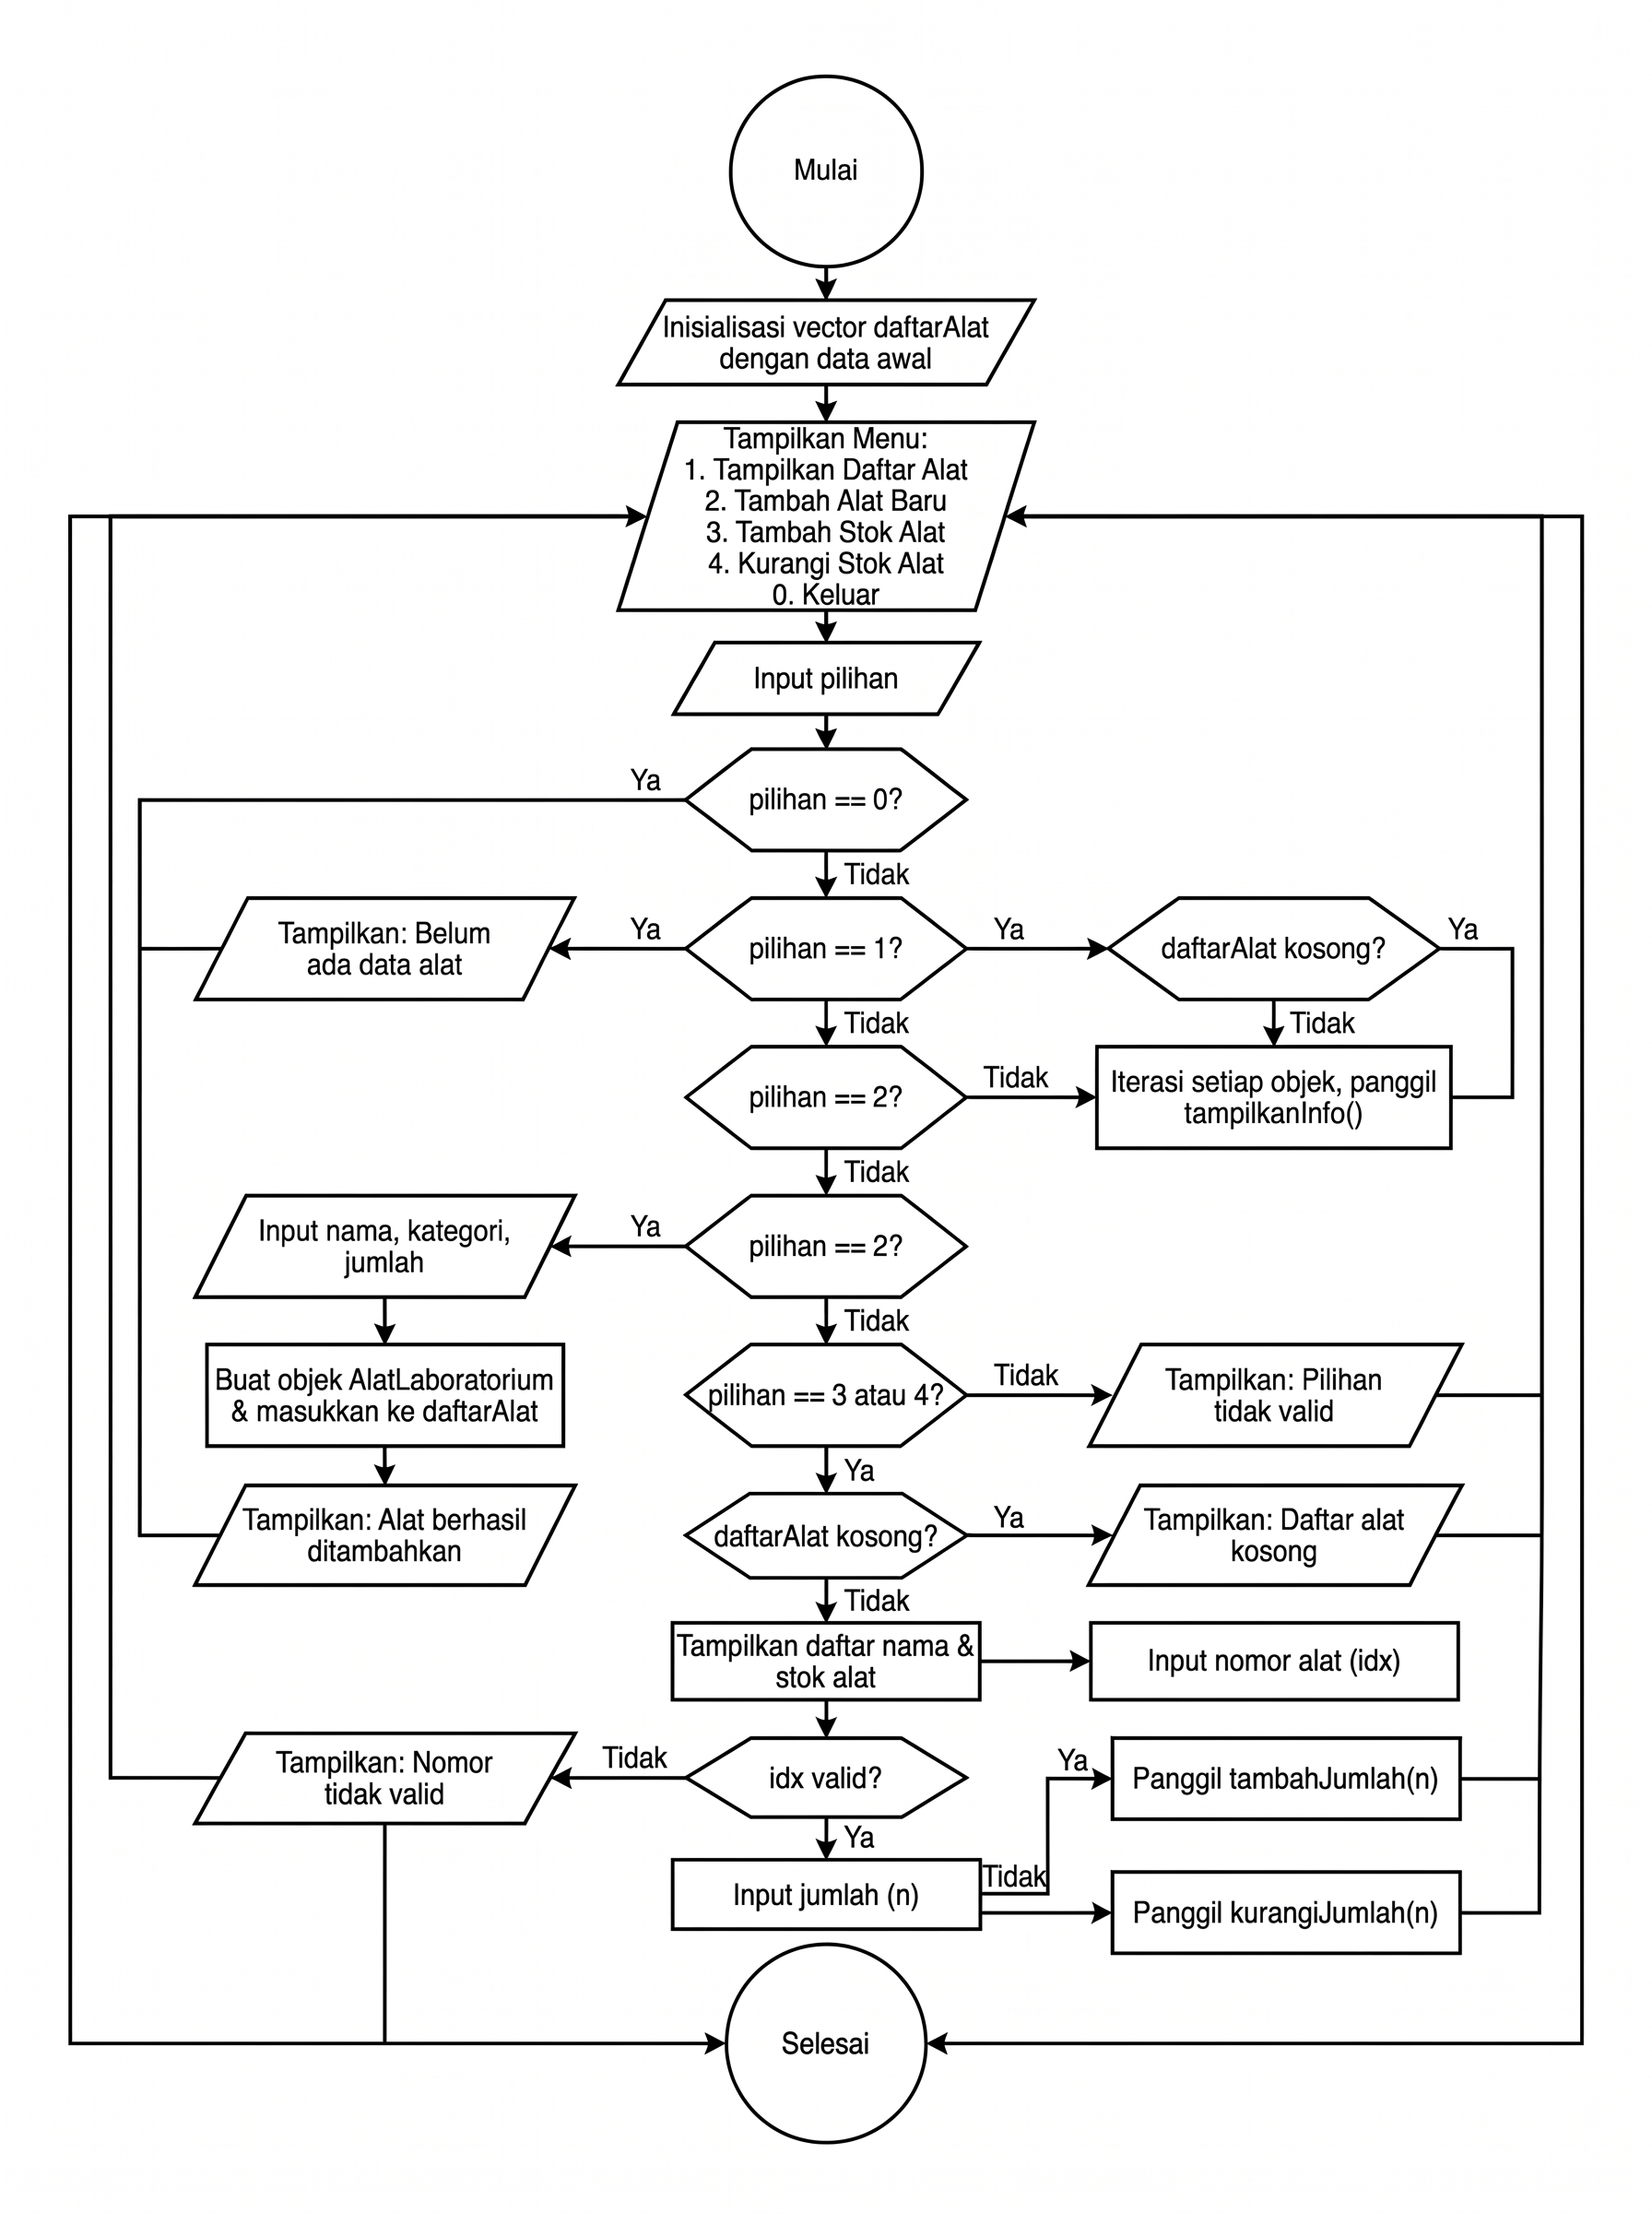 Mulai
Inisialisasi vector daftarAlat
dengan data awal
Tampilkan Menu:
1. Tampilkan Daftar Alat
2. Tambah Alat Baru
3. Tambah Stok Alat
4. Kurangi Stok Alat
0. Keluar
Input pilihan
Ya
pilihan == 0?
Tidak
Tampilkan: Belum
ada data alat
Ya
pilihan == 1?
Ya
daftarAlat kosong?
Ya
Tidak
Tidak
pilihan == 2?
Tidak
Iterasi setiap objek, panggil
tampilkanInfo()
Tidak
Input nama, kategori,
jumlah
Ya
pilihan == 2?
Tidak
Buat objek AlatLaboratorium
& masukkan ke daftarAlat
pilihan == 3 atau 4?
Tidak
Tampilkan: Pilihan
tidak valid
Ya
Tampilkan: Alat berhasil
ditambahkan
daftarAlat kosong?
Ya
Tampilkan: Daftar alat
kosong
Tidak
Tampilkan daftar nama &
stok alat
Input nomor alat (idx)
Tampilkan: Nomor
tidak valid
Tidak
idx valid?
Ya
Panggil tambahJumlah(n)
Ya
Input jumlah (n)
Tidak
Panggil kurangiJumlah(n)
Selesai